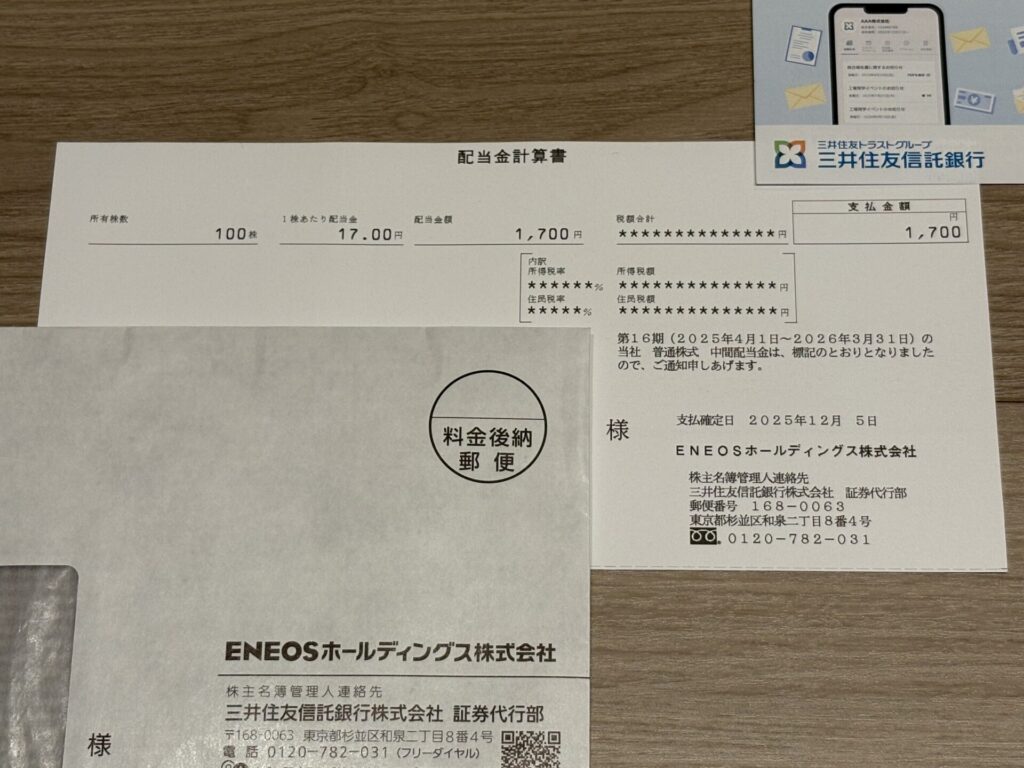 三井住友トラストグループ
三井住友信託銀行
配当金計算書
所有株数
100株
1株あたり配当金
17.00円
配当金額
1,700円
税額合計
**************円
支払金額
円
1,700
内訳
所得税率
******%
所得税額
**************円
住民税率
*****%
住民税額
**************円
第16期(2025年4月1日~2026年3月31日)の
当社 普通株式 中間配当金は、標記のとおりとなりました
ので、ご通知申しあげます。
様
支払確定日 2025年12月 5日
ENEOSホールディングス株式会社
株主名簿管理人連絡先
三井住友信託銀行株式会社 証券代行部
郵便番号 168-0063
東京都杉並区和泉二丁目8番4号
0120-782-031
料金後納
郵便
ENEOSホールディングス株式会社
株主名簿管理人連絡先
三井住友信託銀行株式会社 証券代行部
〒168-0063 東京都杉並区和泉二丁目8番4号
電話 0120-782-031(フリーダイヤル)
様